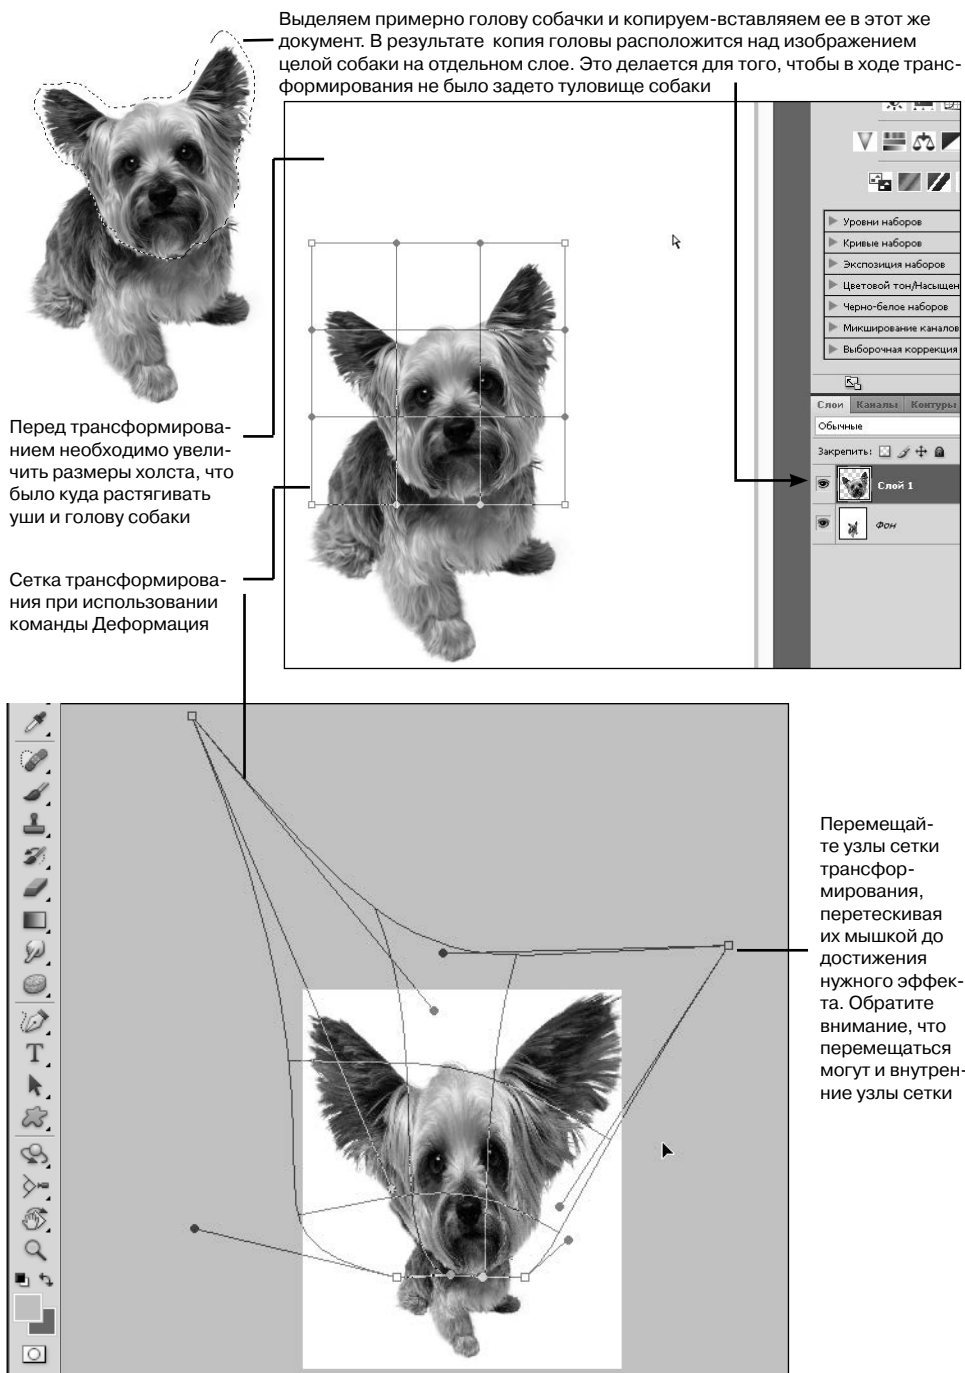 Выделяем примерно голову собачки и копируем-вставляяем ее в этот же
документ. В результате копия головы расположится над изображением
целой собаки на отдельном слое. Это делается для того, чтобы в ходе транс-
формирования не было задето туловище собаки
Уровни наборов
Кривые наборов
Экспозиция наборов
Цветовой тон/Насыщен
Черно-белое наборов
Микширование каналов
Выборочная коррекция
Слои Каналы Контуры
Обычные
Закрепить:
Слой 1
Фон
Перед трансформирова-
нием необходимо увели-
чить размеры холста, что
было куда растягивать
уши и голову собаки
Сетка трансформирова-
ния при использовании
команды Деформация
Перемещай-
те узлы сетки
трансфор-
мирования,
перетескивая
их мышкой до
достижения
нужного эффек-
та. Обратите
внимание, что
перемещаться
могут и внутрен-
ние узлы сетки